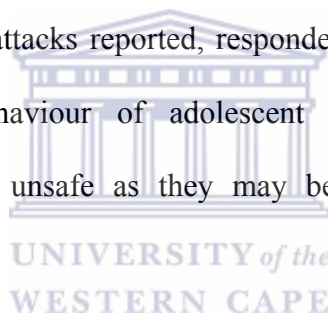 attacks reported, responde
haviour of adolescent
unsafe as they may be
UNIVERSITY of the
WESTERN CAPE